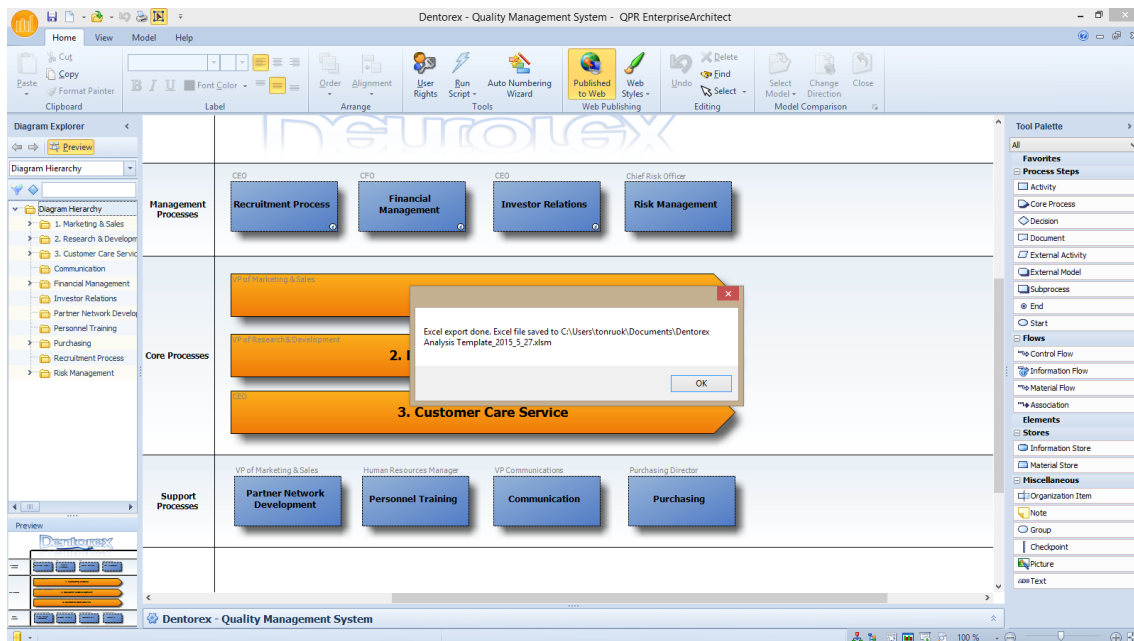 Dentorex - Quality Management System - QPR EnterpriseArchitect
Home View Model Help
Cut
Copy
Format Painter
Paste
Clipboard
B I U Font Color
Label
Order
Alignment
Arrange
User Rights
Run Script
Auto Numbering Wizard
Tools
Published to Web
Web Styles
Web Publishing
Undo
Delete
Find
Select
Editing
Select Model
Change Direction
Close
Model Comparison
Diagram Explorer
Preview
Diagram Hierarchy
Diagram Hierarchy
1. Marketing & Sales
2. Research & Developm
3. Customer Care Servic
Communication
Financial Management
Investor Relations
Partner Network Develop
Personnel Training
Purchasing
Recruitment Process
Risk Management
Preview
Dentorex
Dentorex
Management
Processes
CEO
Recruitment Process
CFO
Financial
Management
CEO
Investor Relations
Chief Risk Officer
Risk Management
Core Processes
VP of Marketing & Sales
VP of Research & Development
2.
CEO
3. Customer Care Service
Excel export done. Excel file saved to C:\Users\tonruok\Documents\Dentorex
Analysis Template_2015_5_27.xlsm
OK
Support
Processes
VP of Marketing & Sales
Partner Network
Development
Human Resources Manager
Personnel Training
VP Communications
Communication
Purchasing Director
Purchasing
Dentorex - Quality Management System
Tool Palette
All
Favorites
Process Steps
Activity
Core Process
Decision
Document
External Activity
External Model
Subprocess
End
Start
Flows
Control Flow
Information Flow
Material Flow
Association
Elements
Stores
Information Store
Material Store
Miscellaneous
Organization Item
Note
Group
Checkpoint
Picture
Text
100 %